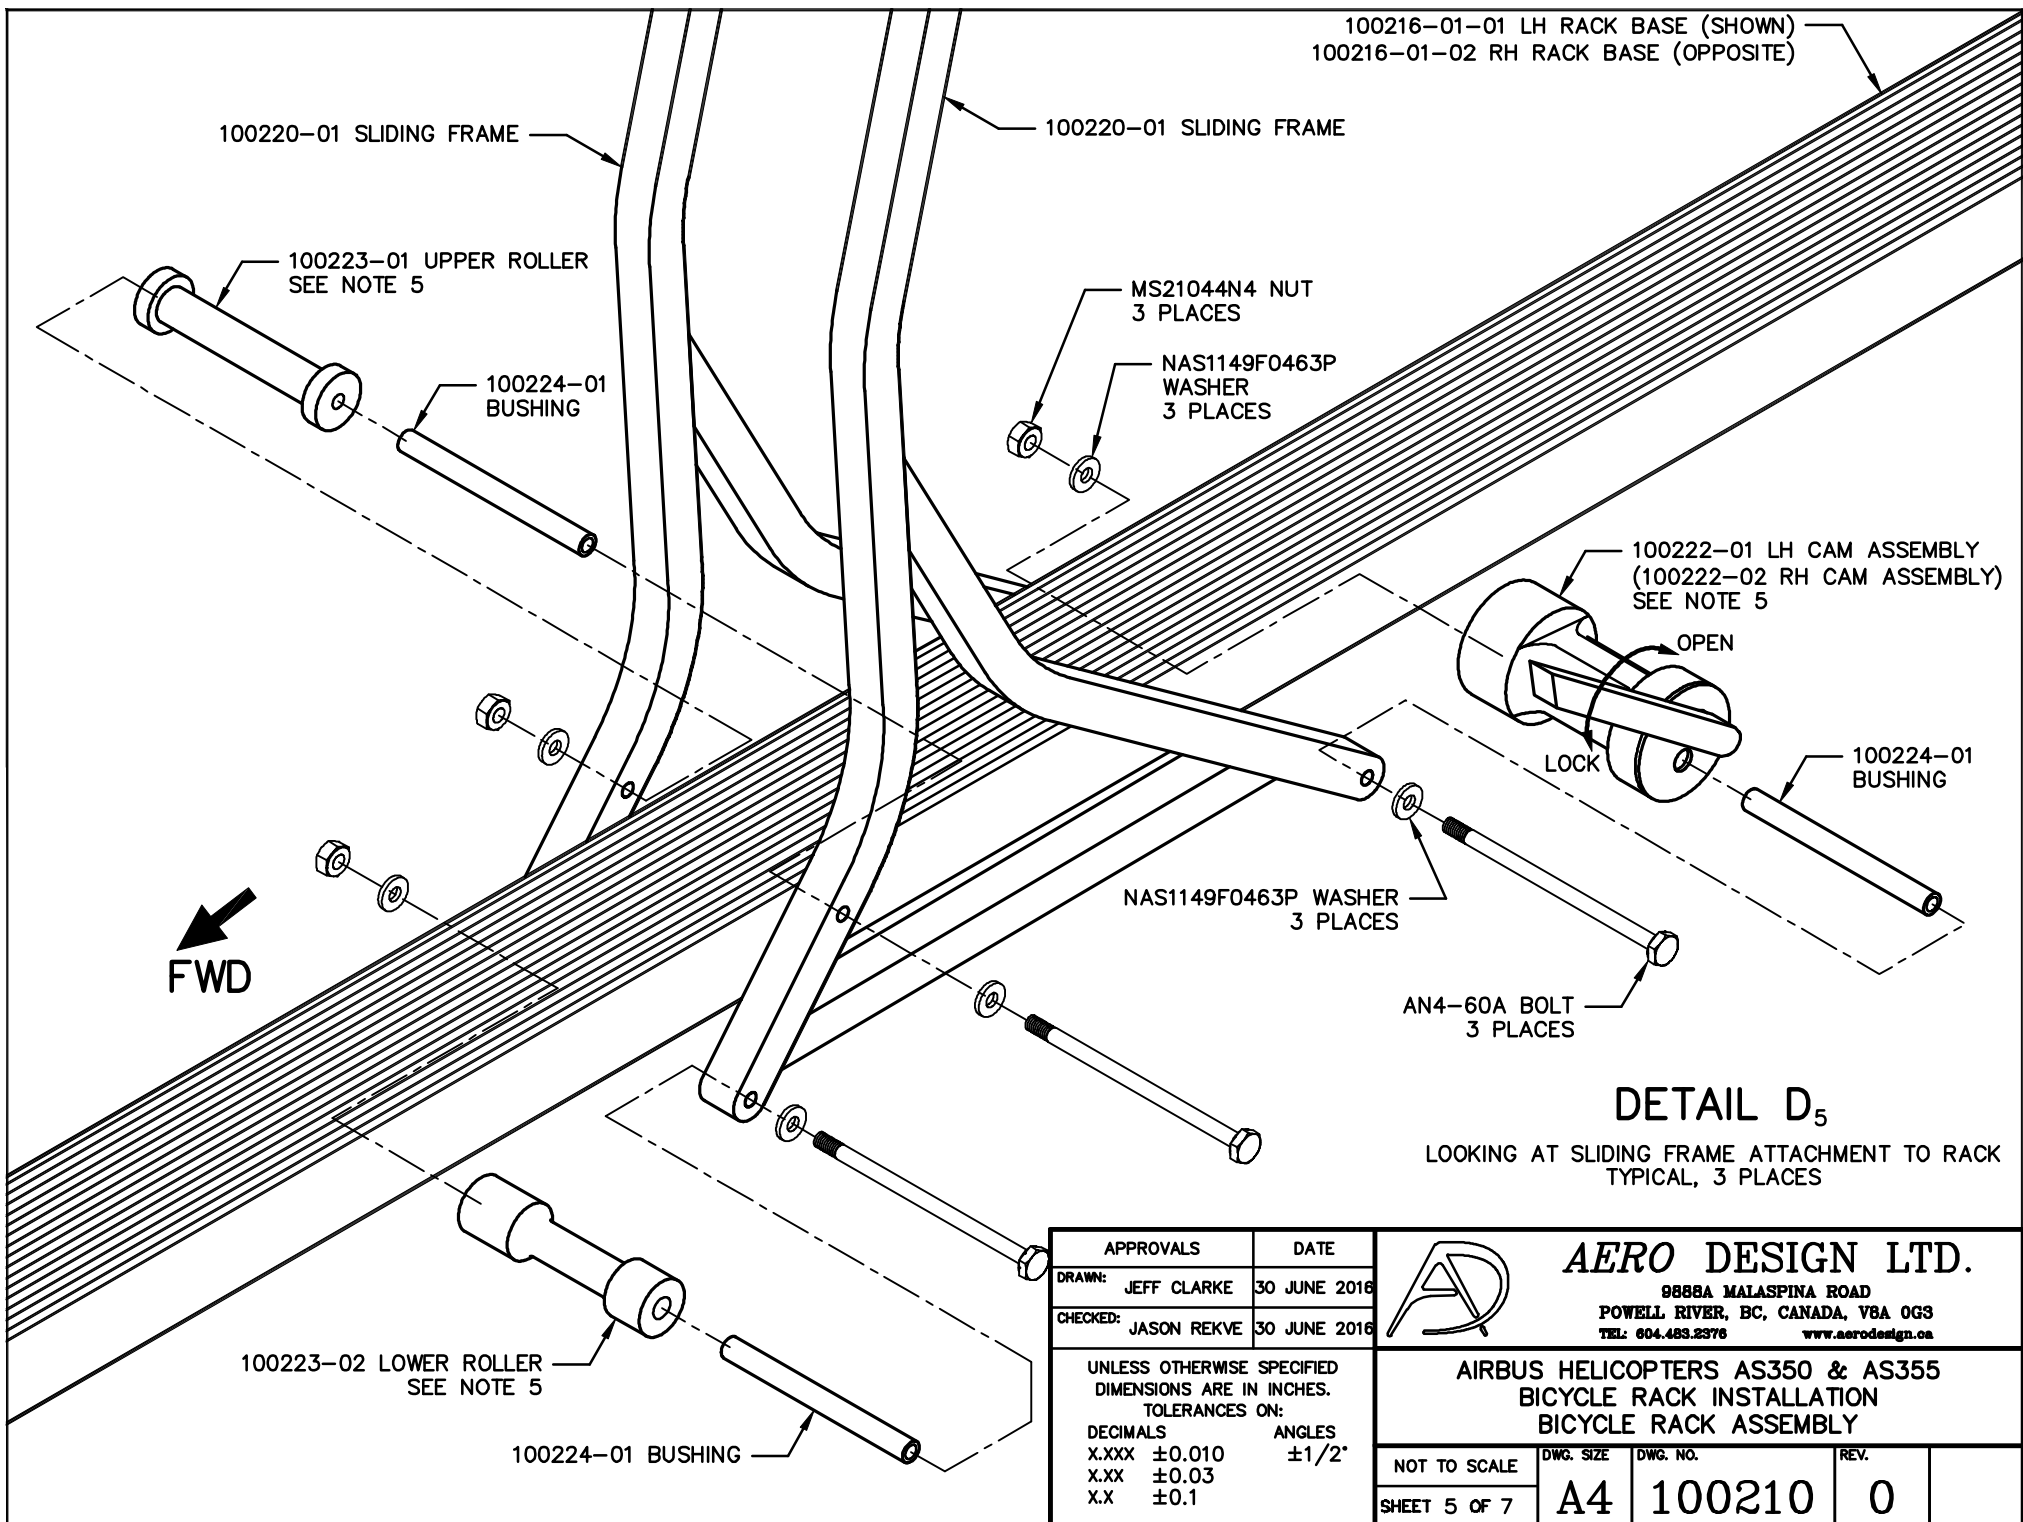 100216-01-01 LH RACK BASE (SHOWN)
100216-01-02 RH RACK BASE (OPPOSITE)
100220-01 SLIDING FRAME
100220-01 SLIDING FRAME
100223-01 UPPER ROLLER
SEE NOTE 5
MS21044N4 NUT
3 PLACES
NAS1149F0463P
WASHER
3 PLACES
100224-01
BUSHING
100222-01 LH CAM ASSEMBLY
(100222-02 RH CAM ASSEMBLY)
SEE NOTE 5
OPEN
LOCK
100224-01
BUSHING
NAS1149F0463P WASHER
3 PLACES
FWD
AN4-60A BOLT
3 PLACES
DETAIL D5
LOOKING AT SLIDING FRAME ATTACHMENT TO RACK
TYPICAL, 3 PLACES
100223-02 LOWER ROLLER
SEE NOTE 5
100224-01 BUSHING
APPROVALS DATE
DRAWN: JEFF CLARKE 30 JUNE 2016
CHECKED: JASON REKVE 30 JUNE 2016
UNLESS OTHERWISE SPECIFIED
DIMENSIONS ARE IN INCHES.
TOLERANCES ON:
DECIMALS ANGLES
X.XXX ±0.010 ±1/2°
X.XX ±0.03
X.X ±0.1
AD
AERO DESIGN LTD.
9888A MALASPINA ROAD
POWELL RIVER, BC, CANADA, V8A 0G3
TEL: 604.483.2376 www.aerodesign.ca
AIRBUS HELICOPTERS AS350 & AS355
BICYCLE RACK INSTALLATION
BICYCLE RACK ASSEMBLY
NOT TO SCALE
SHEET 5 OF 7
DWG. SIZE
A4
DWG. NO.
100210
REV.
0